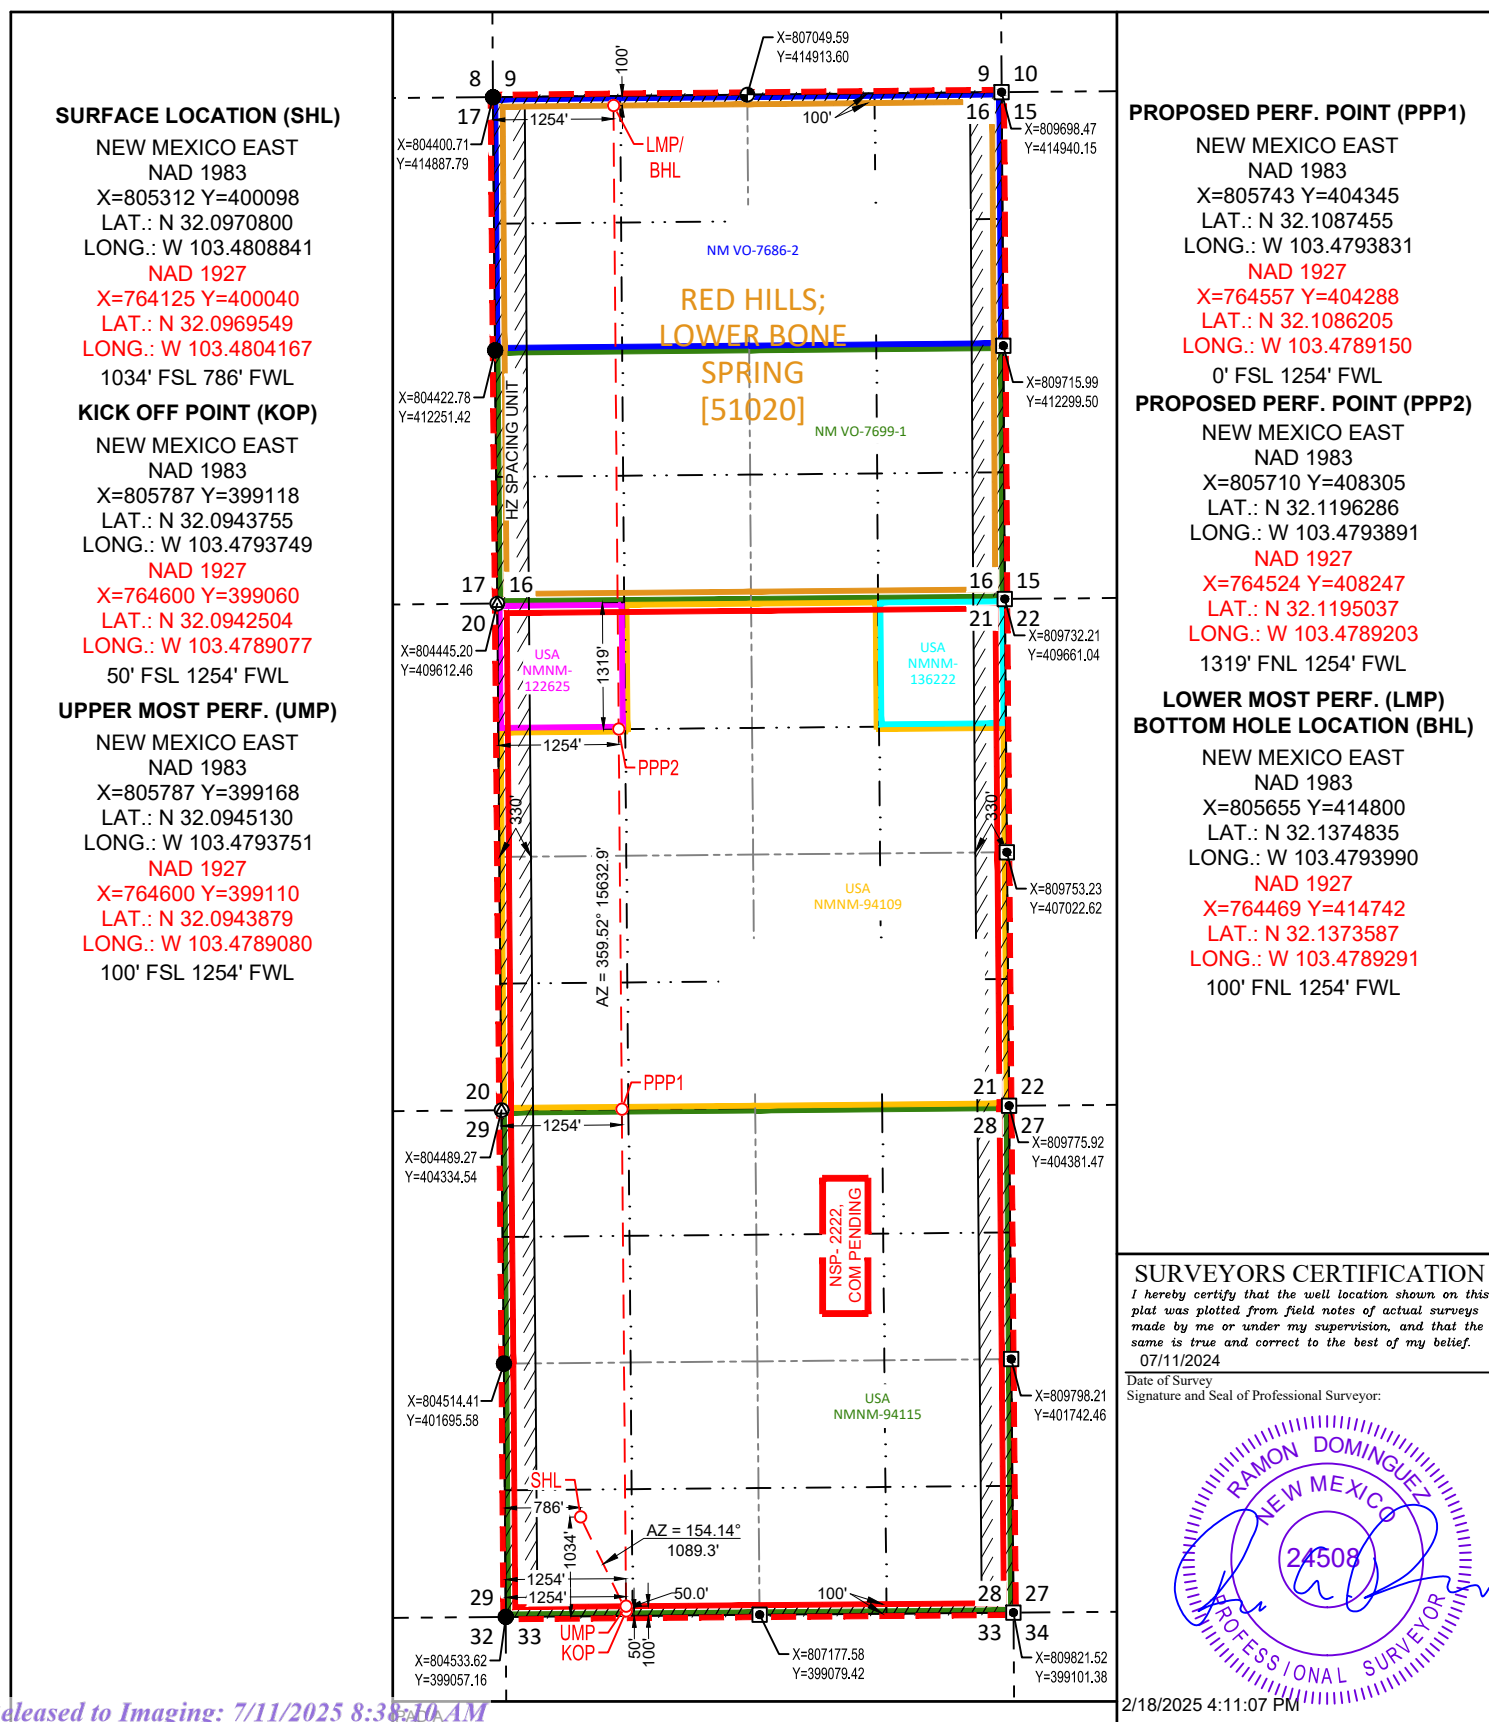 SURFACE LOCATION (SHL)
NEW MEXICO EAST
NAD 1983
X=805312 Y=400098
LAT.: N 32.0970800
LONG.: W 103.4808841
NAD 1927
X=764125 Y=400040
LAT.: N 32.0969549
LONG.: W 103.4804167
1034' FSL 786' FWL
KICK OFF POINT (KOP)
NEW MEXICO EAST
NAD 1983
X=805787 Y=399118
LAT.: N 32.0943755
LONG.: W 103.4793749
NAD 1927
X=764600 Y=399060
LAT.: N 32.0942504
LONG.: W 103.4789077
50' FSL 1254' FWL
UPPER MOST PERF. (UMP)
NEW MEXICO EAST
NAD 1983
X=805787 Y=399168
LAT.: N 32.0945130
LONG.: W 103.4793751
NAD 1927
X=764600 Y=399110
LAT.: N 32.0943879
LONG.: W 103.4789080
100' FSL 1254' FWL
X=807049.59
Y=414913.60
100'
8 9
9 10
17
16 15
1254'
100'
X=804400.71
Y=414887.79
LMP/
BHL
X=809698.47
Y=414940.15
NM VO-7686-2
RED HILLS;
LOWER BONE
SPRING
[51020]
X=804422.78
Y=412251.42
X=809715.99
Y=412299.50
NM VO-7699-1
HZ SPACING UNIT
17 16
16 15
20
21 22
X=804445.20
Y=409612.46
X=809732.21
Y=409661.04
USA
NMNM-
122625
1319'
USA
NMNM-
136222
1254'
PPP2
330'
330'
AZ = 359.52° 15632.9'
USA
NMNM-94109
X=809753.23
Y=407022.62
PPP1
20
21 22
29
28 27
1254'
X=804489.27
Y=404334.54
X=809775.92
Y=404381.47
NSP- 2222,
COM PENDING
X=804514.41
Y=401695.58
USA
NMNM-94115
X=809798.21
Y=401742.46
SHL
786'
1034'
AZ = 154.14°
1089.3'
1254'
1254'
50.0'
100'
29
28 27
32 33
33 34
UMP
KOP
50'
100'
X=804533.62
Y=399057.16
X=807177.58
Y=399079.42
X=809821.52
Y=399101.38
PROPOSED PERF. POINT (PPP1)
NEW MEXICO EAST
NAD 1983
X=805743 Y=404345
LAT.: N 32.1087455
LONG.: W 103.4793831
NAD 1927
X=764557 Y=404288
LAT.: N 32.1086205
LONG.: W 103.4789150
0' FSL 1254' FWL
PROPOSED PERF. POINT (PPP2)
NEW MEXICO EAST
NAD 1983
X=805710 Y=408305
LAT.: N 32.1196286
LONG.: W 103.4793891
NAD 1927
X=764524 Y=408247
LAT.: N 32.1195037
LONG.: W 103.4789203
1319' FNL 1254' FWL
LOWER MOST PERF. (LMP)
BOTTOM HOLE LOCATION (BHL)
NEW MEXICO EAST
NAD 1983
X=805655 Y=414800
LAT.: N 32.1374835
LONG.: W 103.4793990
NAD 1927
X=764469 Y=414742
LAT.: N 32.1373587
LONG.: W 103.4789291
100' FNL 1254' FWL
SURVEYORS CERTIFICATION
I hereby certify that the well location shown on this
plat was plotted from field notes of actual surveys
made by me or under my supervision, and that the
same is true and correct to the best of my belief.
07/11/2024
Date of Survey
Signature and Seal of Professional Surveyor:
RAMON DOMINGUEZ
NEW MEXICO
24508
PROFESSIONAL SURVEYOR
2/18/2025 4:11:07 PM
eleased to Imaging: 7/11/2025 8:38:10 AM